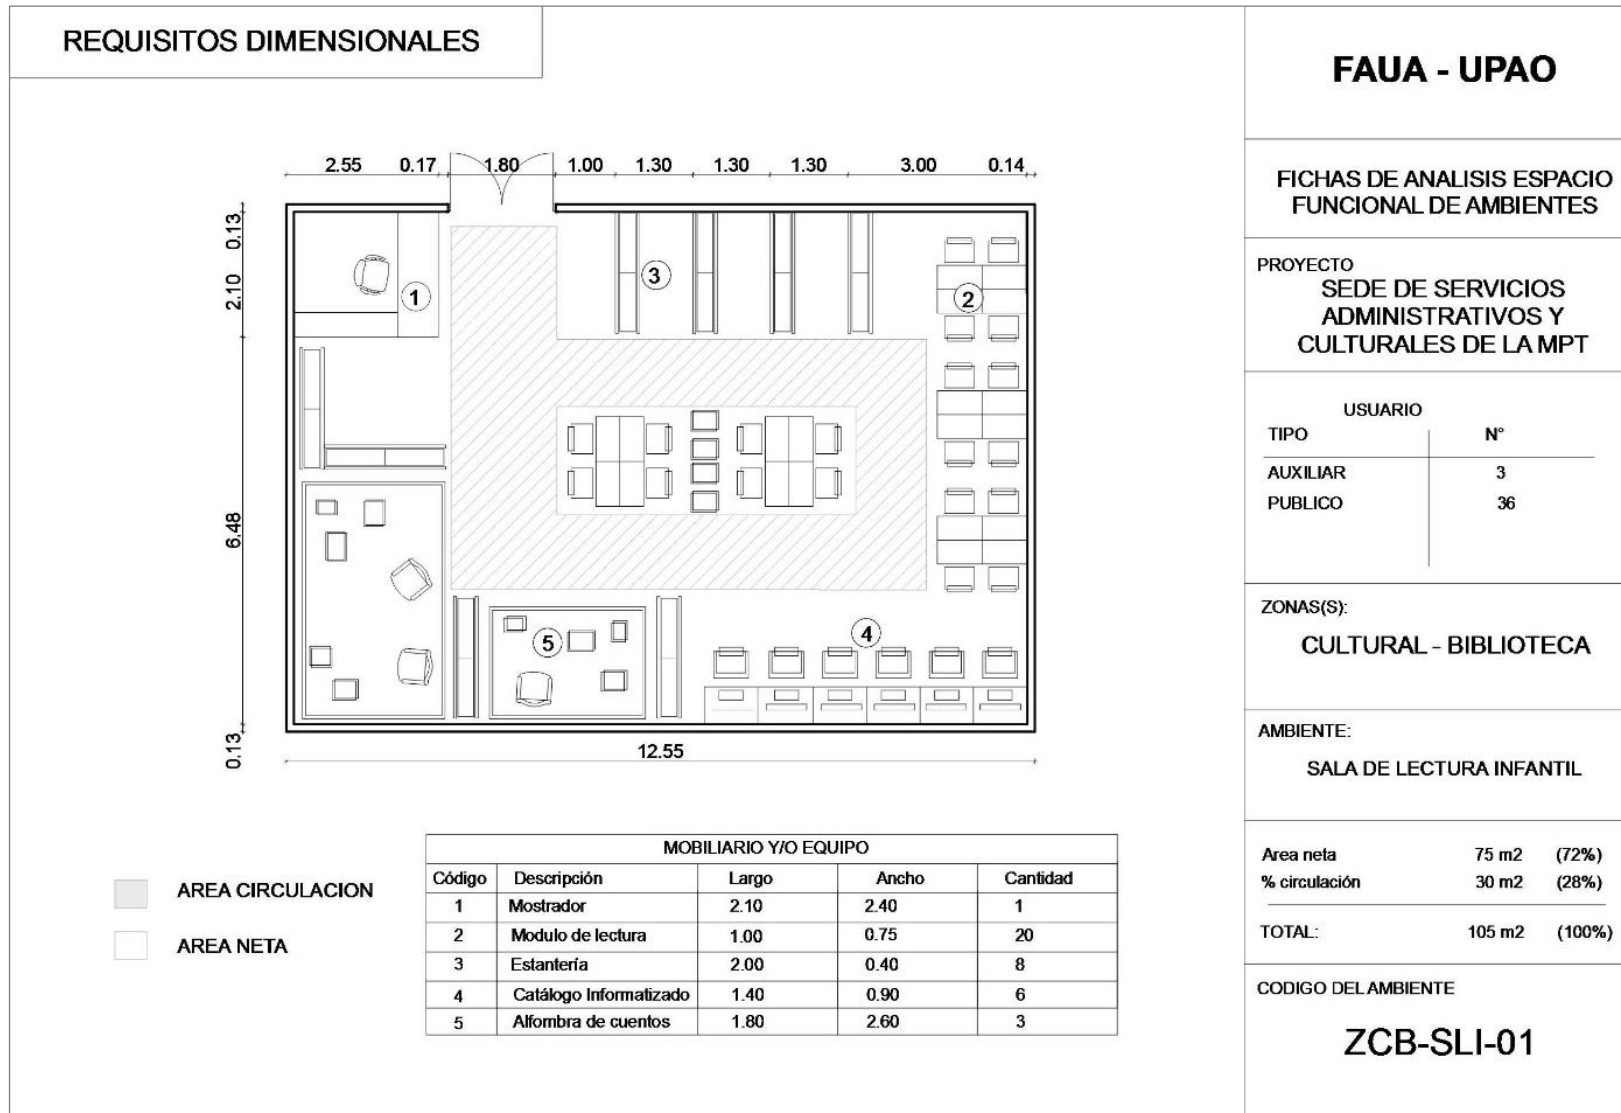 REQUISITOS DIMENSIONALES
2.55 0.17 1.80 1.00 1.30 1.30 1.30 3.00 0.14
0.13
2.10
6.48
0.13
1
3
2
4
5
12.55
AREA CIRCULACION
AREA NETA
MOBILIARIO Y/O EQUIPO
Código Descripción Largo Ancho Cantidad
1 Mostrador 2.10 2.40 1
2 Modulo de lectura 1.00 0.75 20
3 Estantería 2.00 0.40 8
4 Catálogo Informatizado 1.40 0.90 6
5 Alfombra de cuentos 1.80 2.60 3
FAUA - UPAO
FICHAS DE ANALISIS ESPACIO
FUNCIONAL DE AMBIENTES
PROYECTO
SEDE DE SERVICIOS
ADMINISTRATIVOS Y
CULTURALES DE LA MPT
USUARIO
TIPO N°
AUXILIAR 3
PUBLICO 36
ZONAS(S):
CULTURAL - BIBLIOTECA
AMBIENTE:
SALA DE LECTURA INFANTIL
Area neta 75 m2 (72%)
% circulación 30 m2 (28%)
TOTAL: 105 m2 (100%)
CODIGO DEL AMBIENTE
ZCB-SLI-01